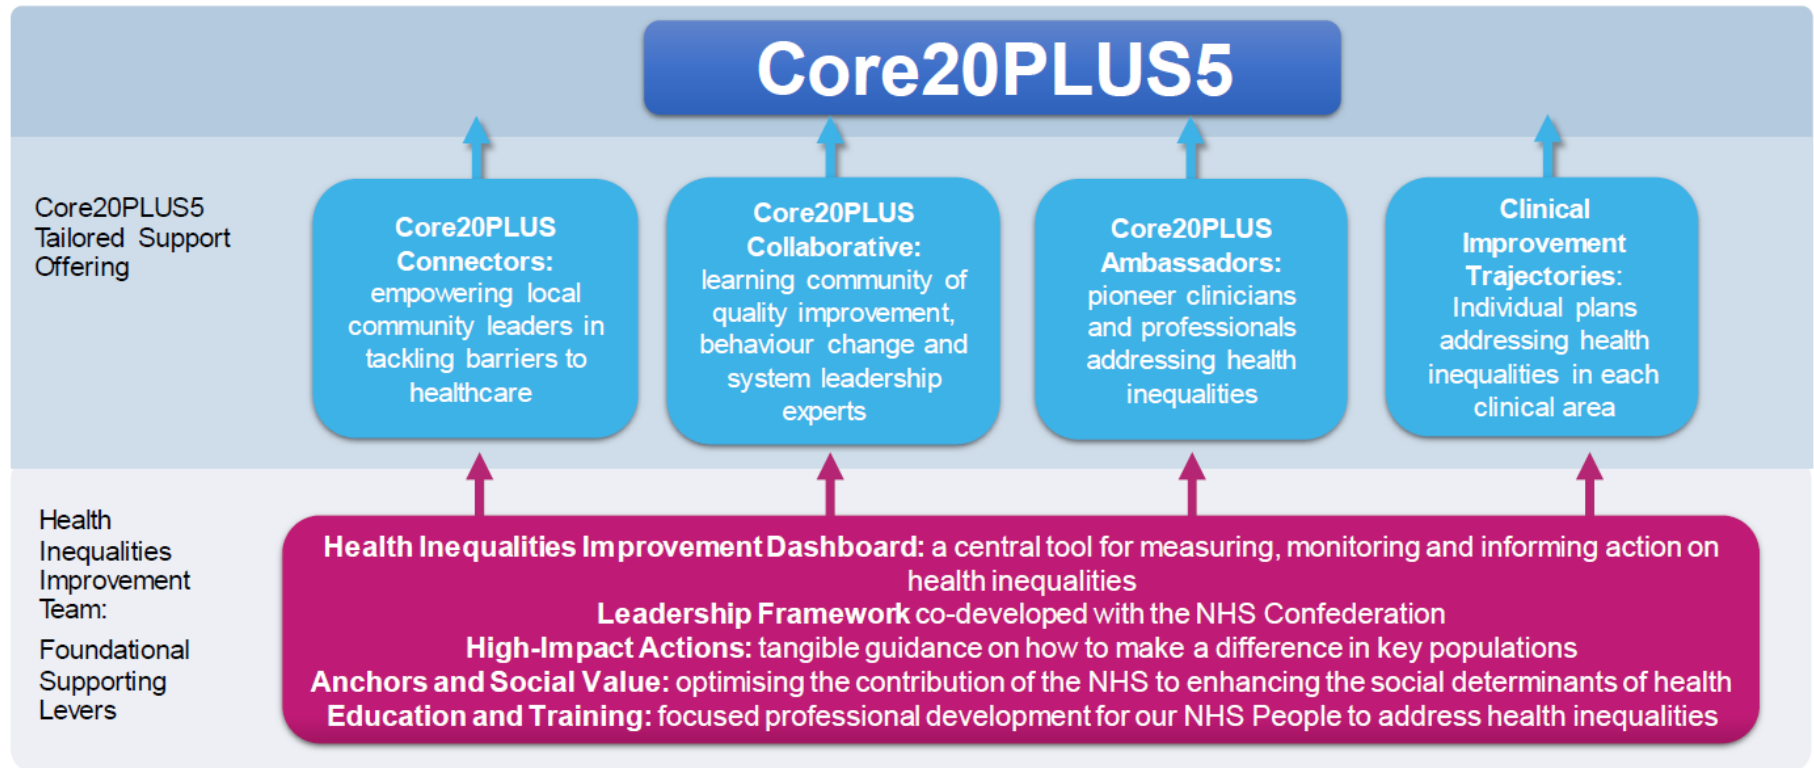 Core20PLUS5
Core20PLUS5
Tailored Support
Offering
Core20PLUS
Connectors:
empowering local
community leaders in
tackling barriers to
healthcare
Core20PLUS
Collaborative:
learning community of
quality improvement,
behaviour change and
system leadership
experts
Core20PLUS
Ambassadors:
pioneer clinicians
and professionals
addressing health
inequalities
Clinical
Improvement
Trajectories:
Individual plans
addressing health
inequalities in each
clinical area
Health
Inequalities
Improvement
Team:
Foundational
Supporting
Levers
Health Inequalities Improvement Dashboard: a central tool for measuring, monitoring and informing action on
health inequalities
Leadership Framework co-developed with the NHS Confederation
High-Impact Actions: tangible guidance on how to make a difference in key populations
Anchors and Social Value: optimising the contribution of the NHS to enhancing the social determinants of health
Education and Training: focused professional development for our NHS People to address health inequalities